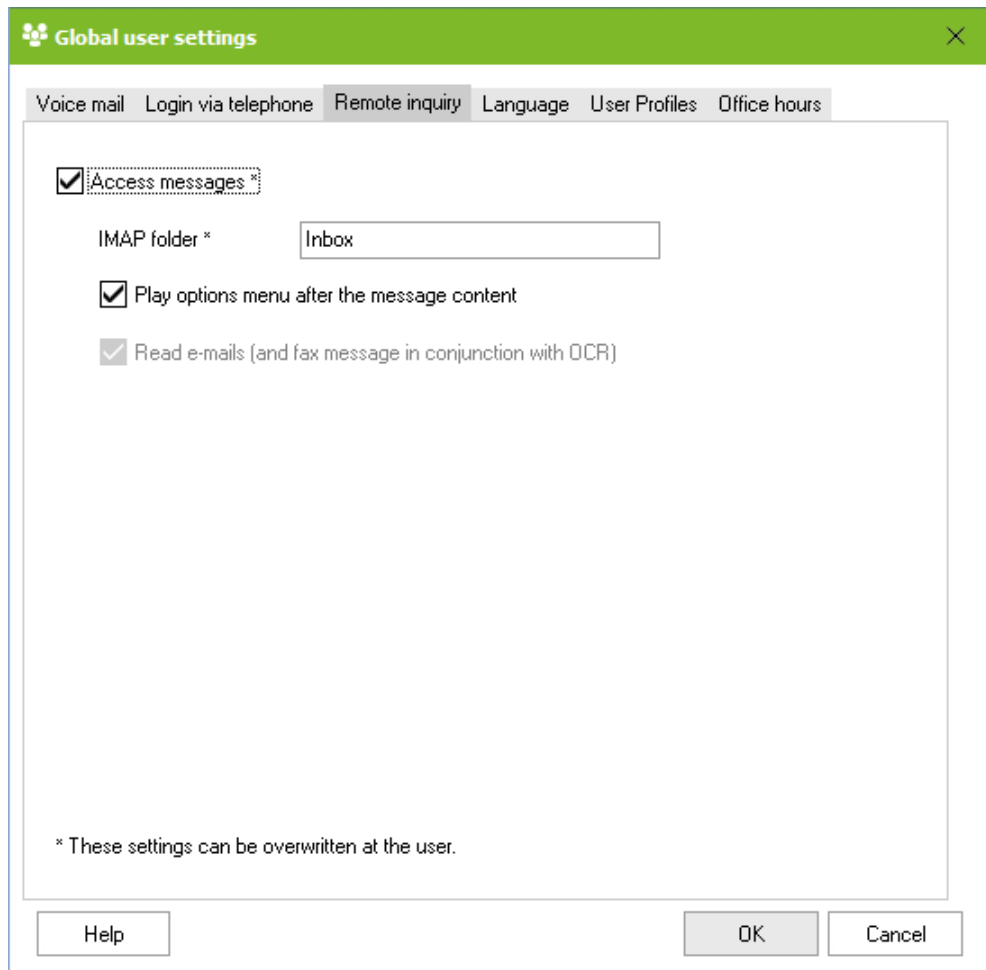 Global user settings
Voice mail Login via telephone Remote inquiry Language User Profiles Office hours
Access messages *
IMAP folder * Inbox
Play options menu after the message content
Read e-mails (and fax message in conjunction with OCR)
* These settings can be overwritten at the user.
Help OK Cancel